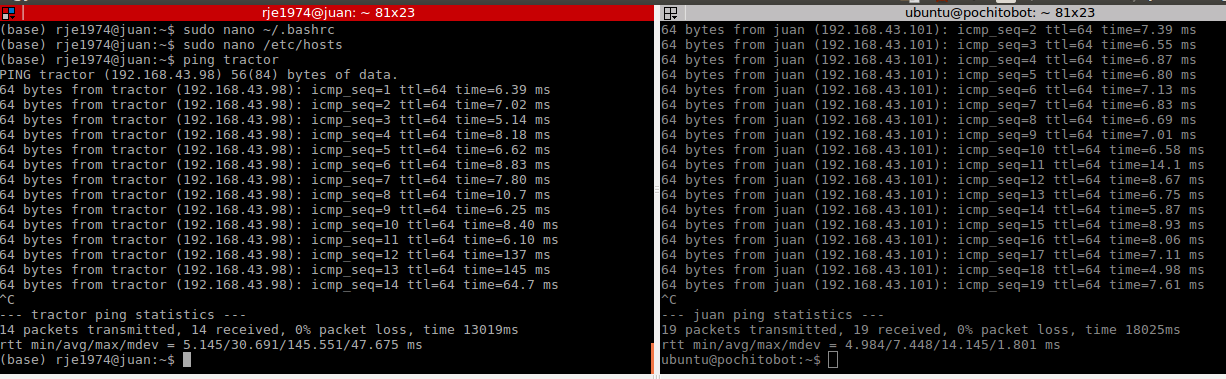 rje1974@juan: ~ 81x23
(base) rje1974@juan:~$ sudo nano ~/.bashrc
(base) rje1974@juan:~$ sudo nano /etc/hosts
(base) rje1974@juan:~$ ping tractor
PING tractor (192.168.43.98) 56(84) bytes of data.
64 bytes from tractor (192.168.43.98): icmp_seq=1 ttl=64 time=6.39 ms
64 bytes from tractor (192.168.43.98): icmp_seq=2 ttl=64 time=7.02 ms
64 bytes from tractor (192.168.43.98): icmp_seq=3 ttl=64 time=5.14 ms
64 bytes from tractor (192.168.43.98): icmp_seq=4 ttl=64 time=8.18 ms
64 bytes from tractor (192.168.43.98): icmp_seq=5 ttl=64 time=6.62 ms
64 bytes from tractor (192.168.43.98): icmp_seq=6 ttl=64 time=8.83 ms
64 bytes from tractor (192.168.43.98): icmp_seq=7 ttl=64 time=7.80 ms
64 bytes from tractor (192.168.43.98): icmp_seq=8 ttl=64 time=10.7 ms
64 bytes from tractor (192.168.43.98): icmp_seq=9 ttl=64 time=6.25 ms
64 bytes from tractor (192.168.43.98): icmp_seq=10 ttl=64 time=8.40 ms
64 bytes from tractor (192.168.43.98): icmp_seq=11 ttl=64 time=6.10 ms
64 bytes from tractor (192.168.43.98): icmp_seq=12 ttl=64 time=137 ms
64 bytes from tractor (192.168.43.98): icmp_seq=13 ttl=64 time=145 ms
64 bytes from tractor (192.168.43.98): icmp_seq=14 ttl=64 time=64.7 ms
^C
--- tractor ping statistics ---
14 packets transmitted, 14 received, 0% packet loss, time 13019ms
rtt min/avg/max/mdev = 5.145/30.691/145.551/47.675 ms
(base) rje1974@juan:~$
ubuntu@pochitobot: ~ 81x23
64 bytes from juan (192.168.43.101): icmp_seq=2 ttl=64 time=7.39 ms
64 bytes from juan (192.168.43.101): icmp_seq=3 ttl=64 time=6.55 ms
64 bytes from juan (192.168.43.101): icmp_seq=4 ttl=64 time=6.87 ms
64 bytes from juan (192.168.43.101): icmp_seq=5 ttl=64 time=6.80 ms
64 bytes from juan (192.168.43.101): icmp_seq=6 ttl=64 time=7.13 ms
64 bytes from juan (192.168.43.101): icmp_seq=7 ttl=64 time=6.83 ms
64 bytes from juan (192.168.43.101): icmp_seq=8 ttl=64 time=6.69 ms
64 bytes from juan (192.168.43.101): icmp_seq=9 ttl=64 time=7.01 ms
64 bytes from juan (192.168.43.101): icmp_seq=10 ttl=64 time=6.58 ms
64 bytes from juan (192.168.43.101): icmp_seq=11 ttl=64 time=14.1 ms
64 bytes from juan (192.168.43.101): icmp_seq=12 ttl=64 time=8.67 ms
64 bytes from juan (192.168.43.101): icmp_seq=13 ttl=64 time=6.75 ms
64 bytes from juan (192.168.43.101): icmp_seq=14 ttl=64 time=5.87 ms
64 bytes from juan (192.168.43.101): icmp_seq=15 ttl=64 time=8.93 ms
64 bytes from juan (192.168.43.101): icmp_seq=16 ttl=64 time=8.06 ms
64 bytes from juan (192.168.43.101): icmp_seq=17 ttl=64 time=7.11 ms
64 bytes from juan (192.168.43.101): icmp_seq=18 ttl=64 time=4.98 ms
64 bytes from juan (192.168.43.101): icmp_seq=19 ttl=64 time=7.61 ms
^C
--- juan ping statistics ---
19 packets transmitted, 19 received, 0% packet loss, time 18025ms
rtt min/avg/max/mdev = 4.984/7.448/14.145/1.801 ms
ubuntu@pochitobot:~$